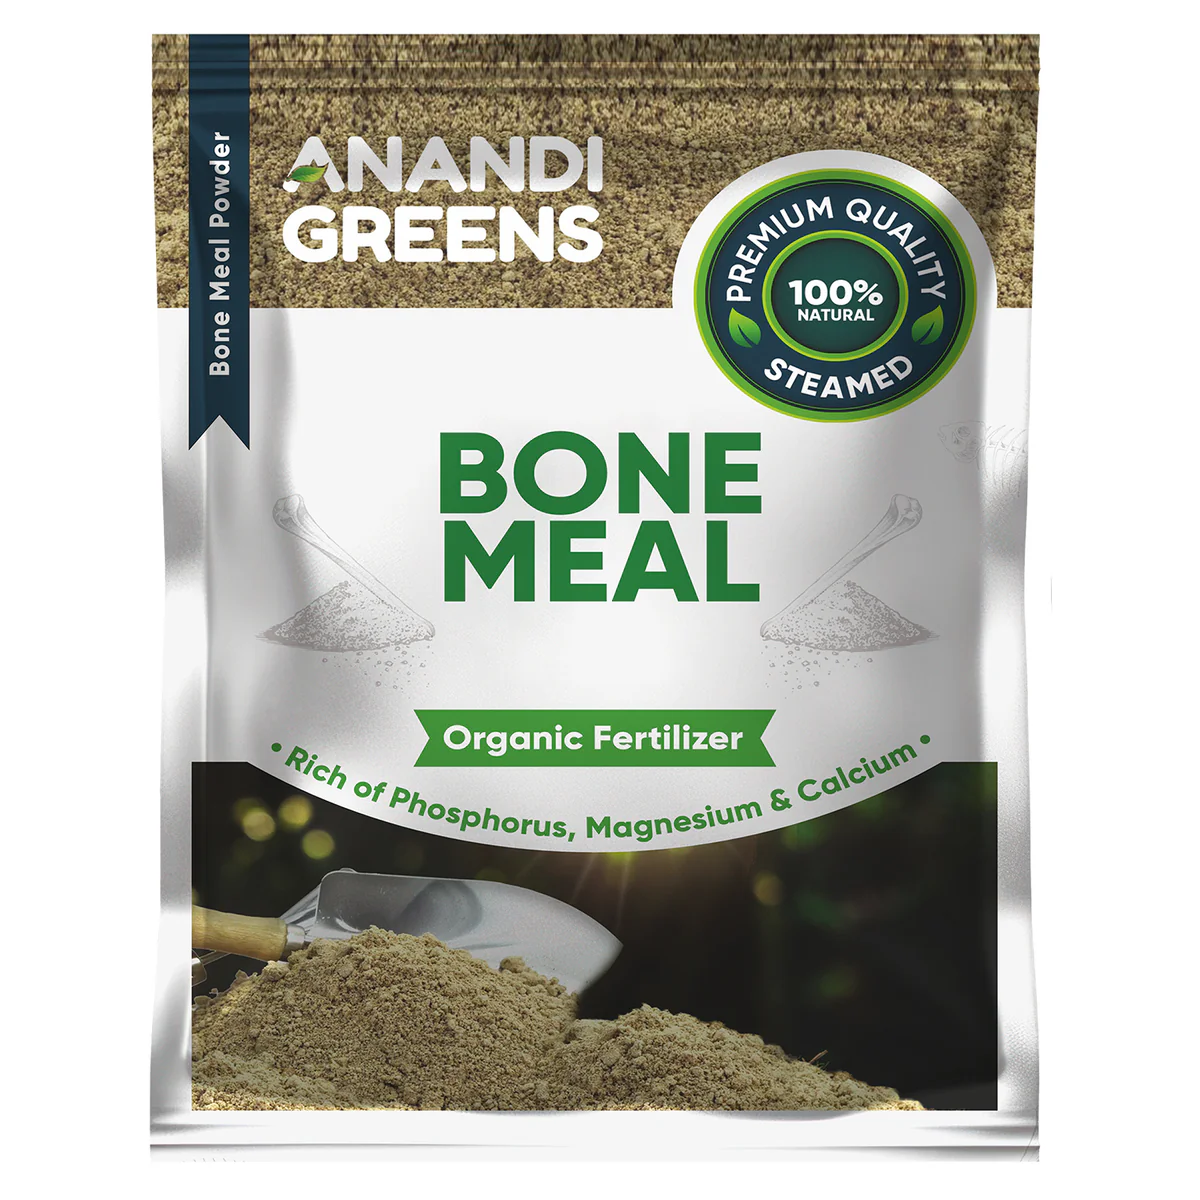 Bone Meal Powder
ANANDI
GREENS
PREMIUM QUALITY
100%
NATURAL
STEAMED
BONE
MEAL
Organic Fertilizer
• Rich of Phosphorus, Magnesium & Calcium •